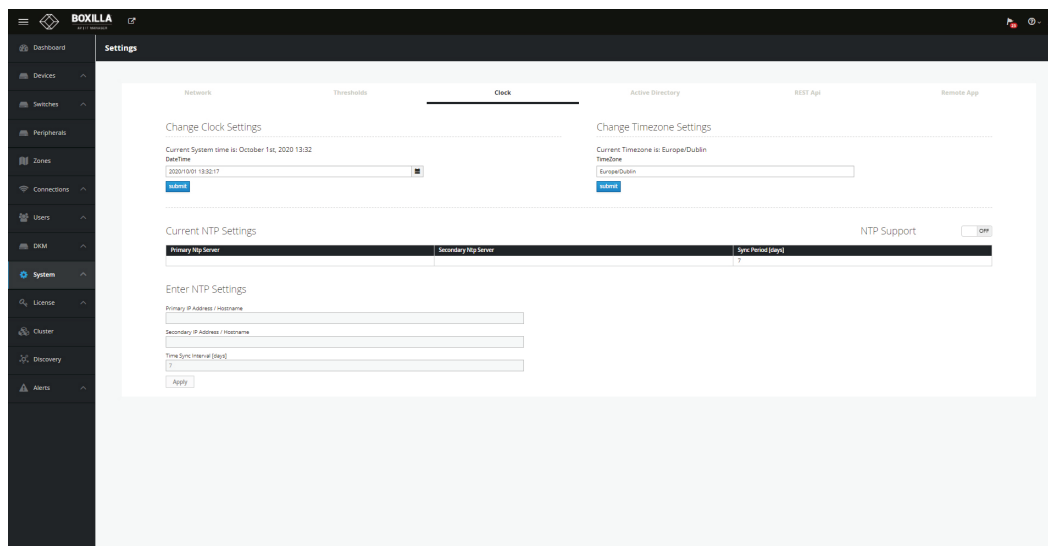 BOXILLA
Dashboard
Settings
Devices
Switches
Peripherals
Zones
Connections
Users
DKM
System
License
Cluster
Discovery
Alerts
Network Thresholds Clock Active Directory REST Api Remote App
Change Clock Settings
Current System time is: October 1st, 2020 13:32
DateTime
2020/10/01 13:32:17
submit
Change Timezone Settings
Current Timezone is: Europe/Dublin
TimeZone
Europe/Dublin
submit
Current NTP Settings
NTP Support OFF
Primary Ntp Server Secondary Ntp Server Sync Period [days]
7
Enter NTP Settings
Primary IP Address / Hostname
Secondary IP Address / Hostname
Time Sync Interval [days]
7
Apply